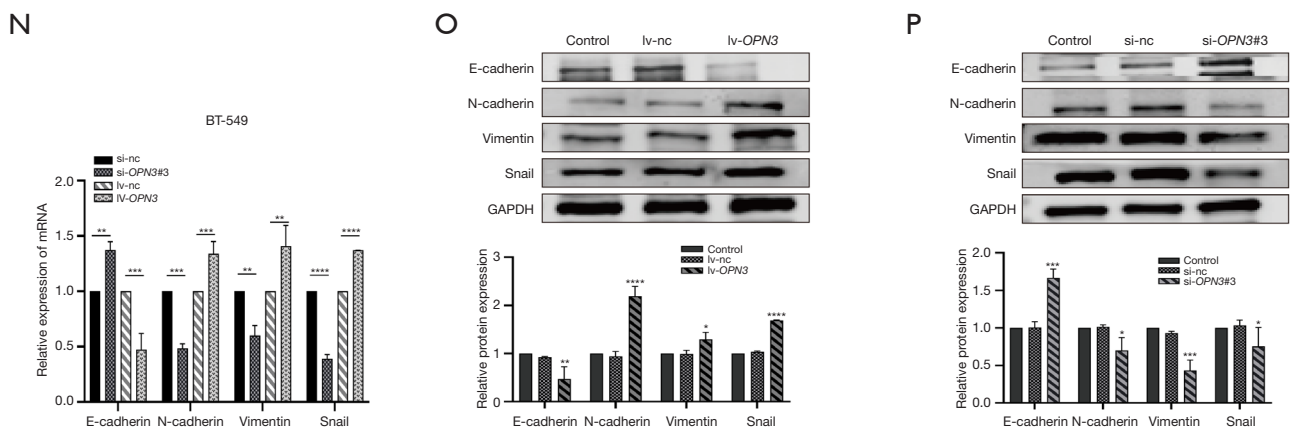 N
BT-549
si-nc
si-OPN3#3
lv-nc
lV-OPN3
Relative expression of mRNA
2.0
1.5
1.0
0.5
0.0
** *** *** *** ** ** **** ****
E-cadherin N-cadherin Vimentin Snail
O
Control lv-nc lv-OPN3
E-cadherin
N-cadherin
Vimentin
Snail
GAPDH
Control
lv-nc
lv-OPN3
Relative protein expression
3
2
1
0
** **** * ****
E-cadherin N-cadherin Vimentin Snail
P
Control si-nc si-OPN3#3
E-cadherin
N-cadherin
Vimentin
Snail
GAPDH
Control
si-nc
si-OPN3#3
Relative protein expression
2.0
1.5
1.0
0.5
0.0
*** * *** *
E-cadherin N-cadherin Vimentin Snail